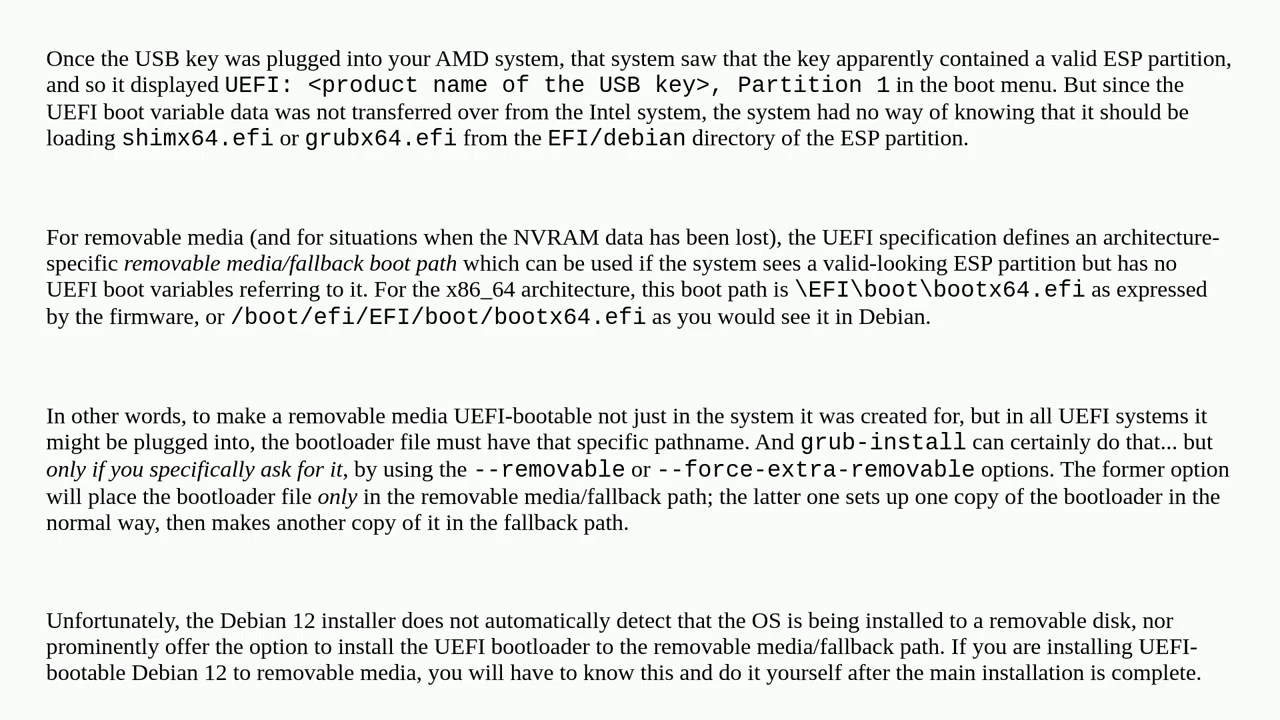 Once the USB key was plugged into your AMD system, that system saw that the key apparently contained a valid ESP partition,
and so it displayed UEFI: <product name of the USB key>, Partition 1 in the boot menu. But since the
UEFI boot variable data was not transferred over from the Intel system, the system had no way of knowing that it should be
loading shimx64.efi or grubx64.efi from the EFI/debian directory of the ESP partition.
For removable media (and for situations when the NVRAM data has been lost), the UEFI specification defines an architecture-
specific removable media/fallback boot path which can be used if the system sees a valid-looking ESP partition but has no
UEFI boot variables referring to it. For the x86_64 architecture, this boot path is \EFI\boot\bootx64.efi as expressed
by the firmware, or /boot/efi/EFI/boot/bootx64.efi as you would see it in Debian.
In other words, to make a removable media UEFI-bootable not just in the system it was created for, but in all UEFI systems it
might be plugged into, the bootloader file must have that specific pathname. And grub-install can certainly do that... but
only if you specifically ask for it, by using the --removable or --force-extra-removable options. The former option
will place the bootloader file only in the removable media/fallback path; the latter one sets up one copy of the bootloader in the
normal way, then makes another copy of it in the fallback path.
Unfortunately, the Debian 12 installer does not automatically detect that the OS is being installed to a removable disk, nor
prominently offer the option to install the UEFI bootloader to the removable media/fallback path. If you are installing UEFI-
bootable Debian 12 to removable media, you will have to know this and do it yourself after the main installation is complete.